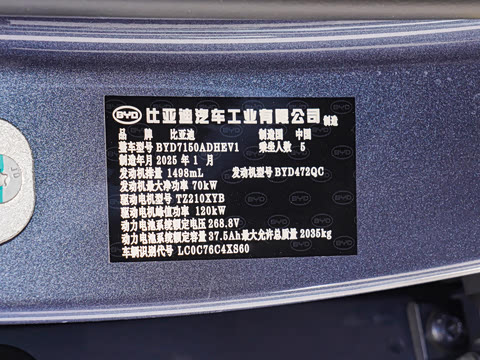 BYD 比亚迪汽车工业有限公司 制造
品 牌 比亚迪 制造国 中国
整车型号 BYD7150ADHEV1 乘坐人数 5
制造年月 2025 年 1 月
发动机排量 1498mL 发动机型号 BYD472QC
最大净功率 70kW
驱动电机型号 TZ210XYB
驱动电机峰值功率 120kW
动力电池系统额定电压 268.8V
动力电池系统额定容量 37.5Ah 最大允许总质量 2035kg
车辆识别代号 LC0C76C4XS60